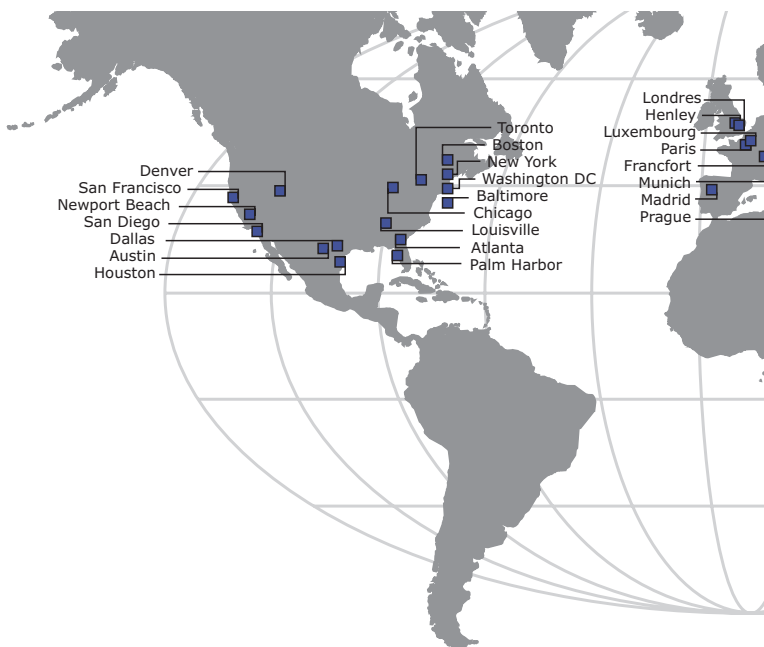 Denver
San Francisco
Newport Beach
San Diego
Dallas
Austin
Houston
Toronto
Boston
New York
Washington DC
Baltimore
Chicago
Louisville
Atlanta
Palm Harbor
Londres
Henley
Luxembourg
Paris
Francfort
Munich
Madrid
Prague